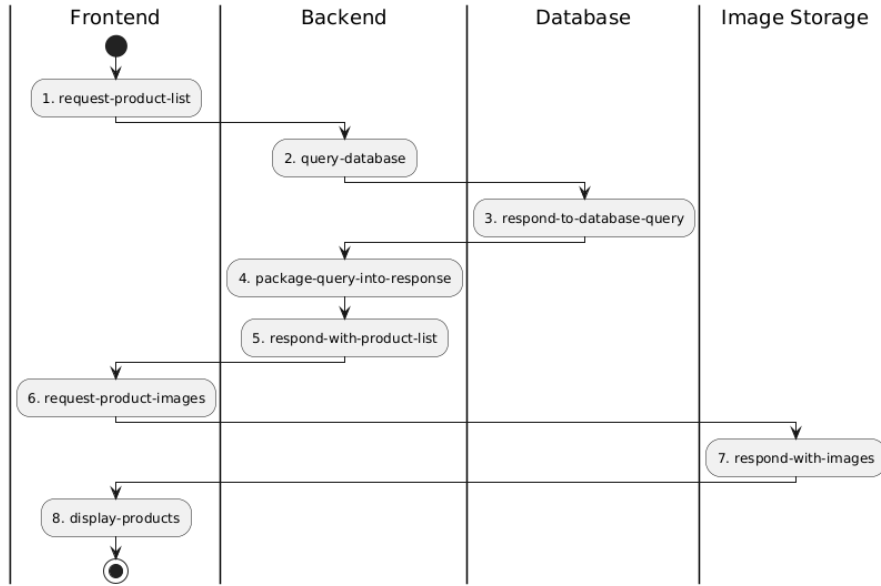 Frontend
Backend
Database
Image Storage
1. request-product-list
2. query-database
3. respond-to-database-query
4. package-query-into-response
5. respond-with-product-list
6. request-product-images
7. respond-with-images
8. display-products